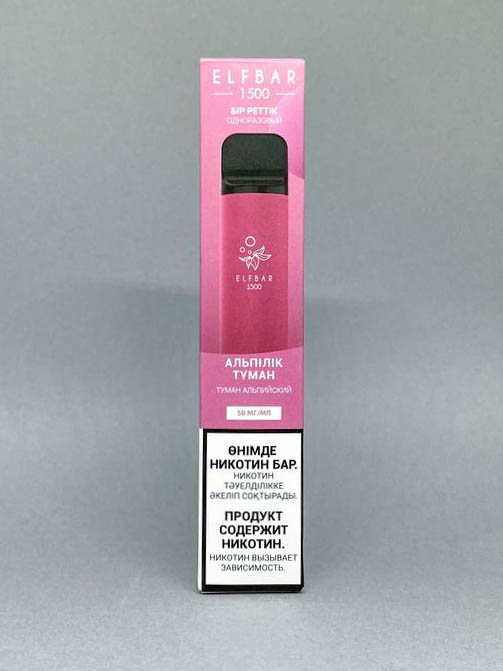 ELFBAR
1500
БІР РЕТТІК
ОДНОРАЗОВЫЙ
ELFBAR
1500
АЛЬПІЛІК
ТҰМАН
ТУМАН АЛЬПИЙСКИЙ
50 МГ/МЛ
ӨНІМДЕ
НИКОТИН БАР.
НИКОТИН
ТӘУЕЛДІЛІККЕ
ӘКЕЛІП СОҚТЫРАДЫ.
ПРОДУКТ
СОДЕРЖИТ
НИКОТИН.
НИКОТИН ВЫЗЫВАЕТ
ЗАВИСИМОСТЬ.